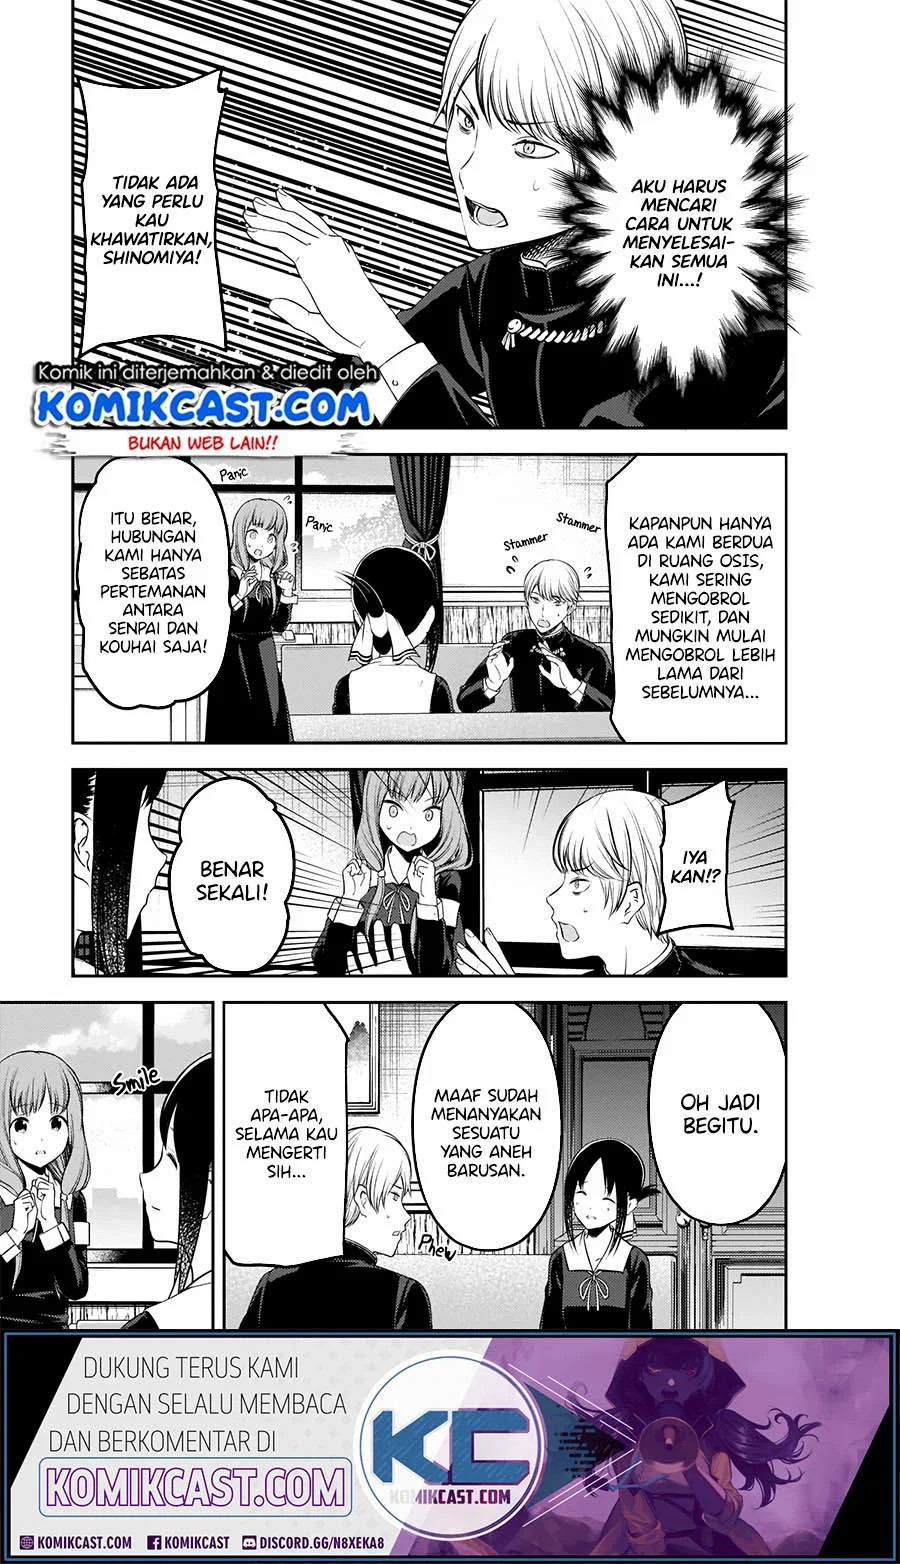 AKU HARUS
MENCARI
CARA UNTUK
MENYELESAI-
KAN SEMUA
INI...!
TIDAK ADA
YANG PERLU
KAU
KHAWATIRKAN,
SHINOMIYA!
Komik ini diterjemahkan & diedit oleh
KOMIKCAST.COM
BUKAN WEB LAIN!!
KAPANPUN HANYA
ADA KAMI BERDUA
DI RUANG OSIS,
KAMI SERING
MENGOBROL
SEDIKIT, DAN
MUNGKIN MULAI
MENGOBROL LEBIH
LAMA DARI
SEBELUMNYA...
Stammer
Stammer
Panic
Panic
ITU BENAR,
HUBUNGAN
KAMI HANYA
SEBATAS
PERTEMANAN
ANTARA
SENPAI DAN
KOUHAI SAJA!
IYA
KAN!?
BENAR
SEKALI!
OH JADI
BEGITU.
MAAF SUDAH
MENANYAKAN
SESUATU
YANG ANEH
BARUSAN.
Phew
TIDAK
APA-APA,
SELAMA KAU
MENGERTI
SIH...
Smile
DUKUNG TERUS KAMI
DENGAN SELALU MEMBACA
DAN BERKOMENTAR DI
KOMIKCAST.COM
KC
KOMIKCAST.COM
KOMIKCAST.COM
KOMIKCAST
DISCORD.GG/N8XEKA8